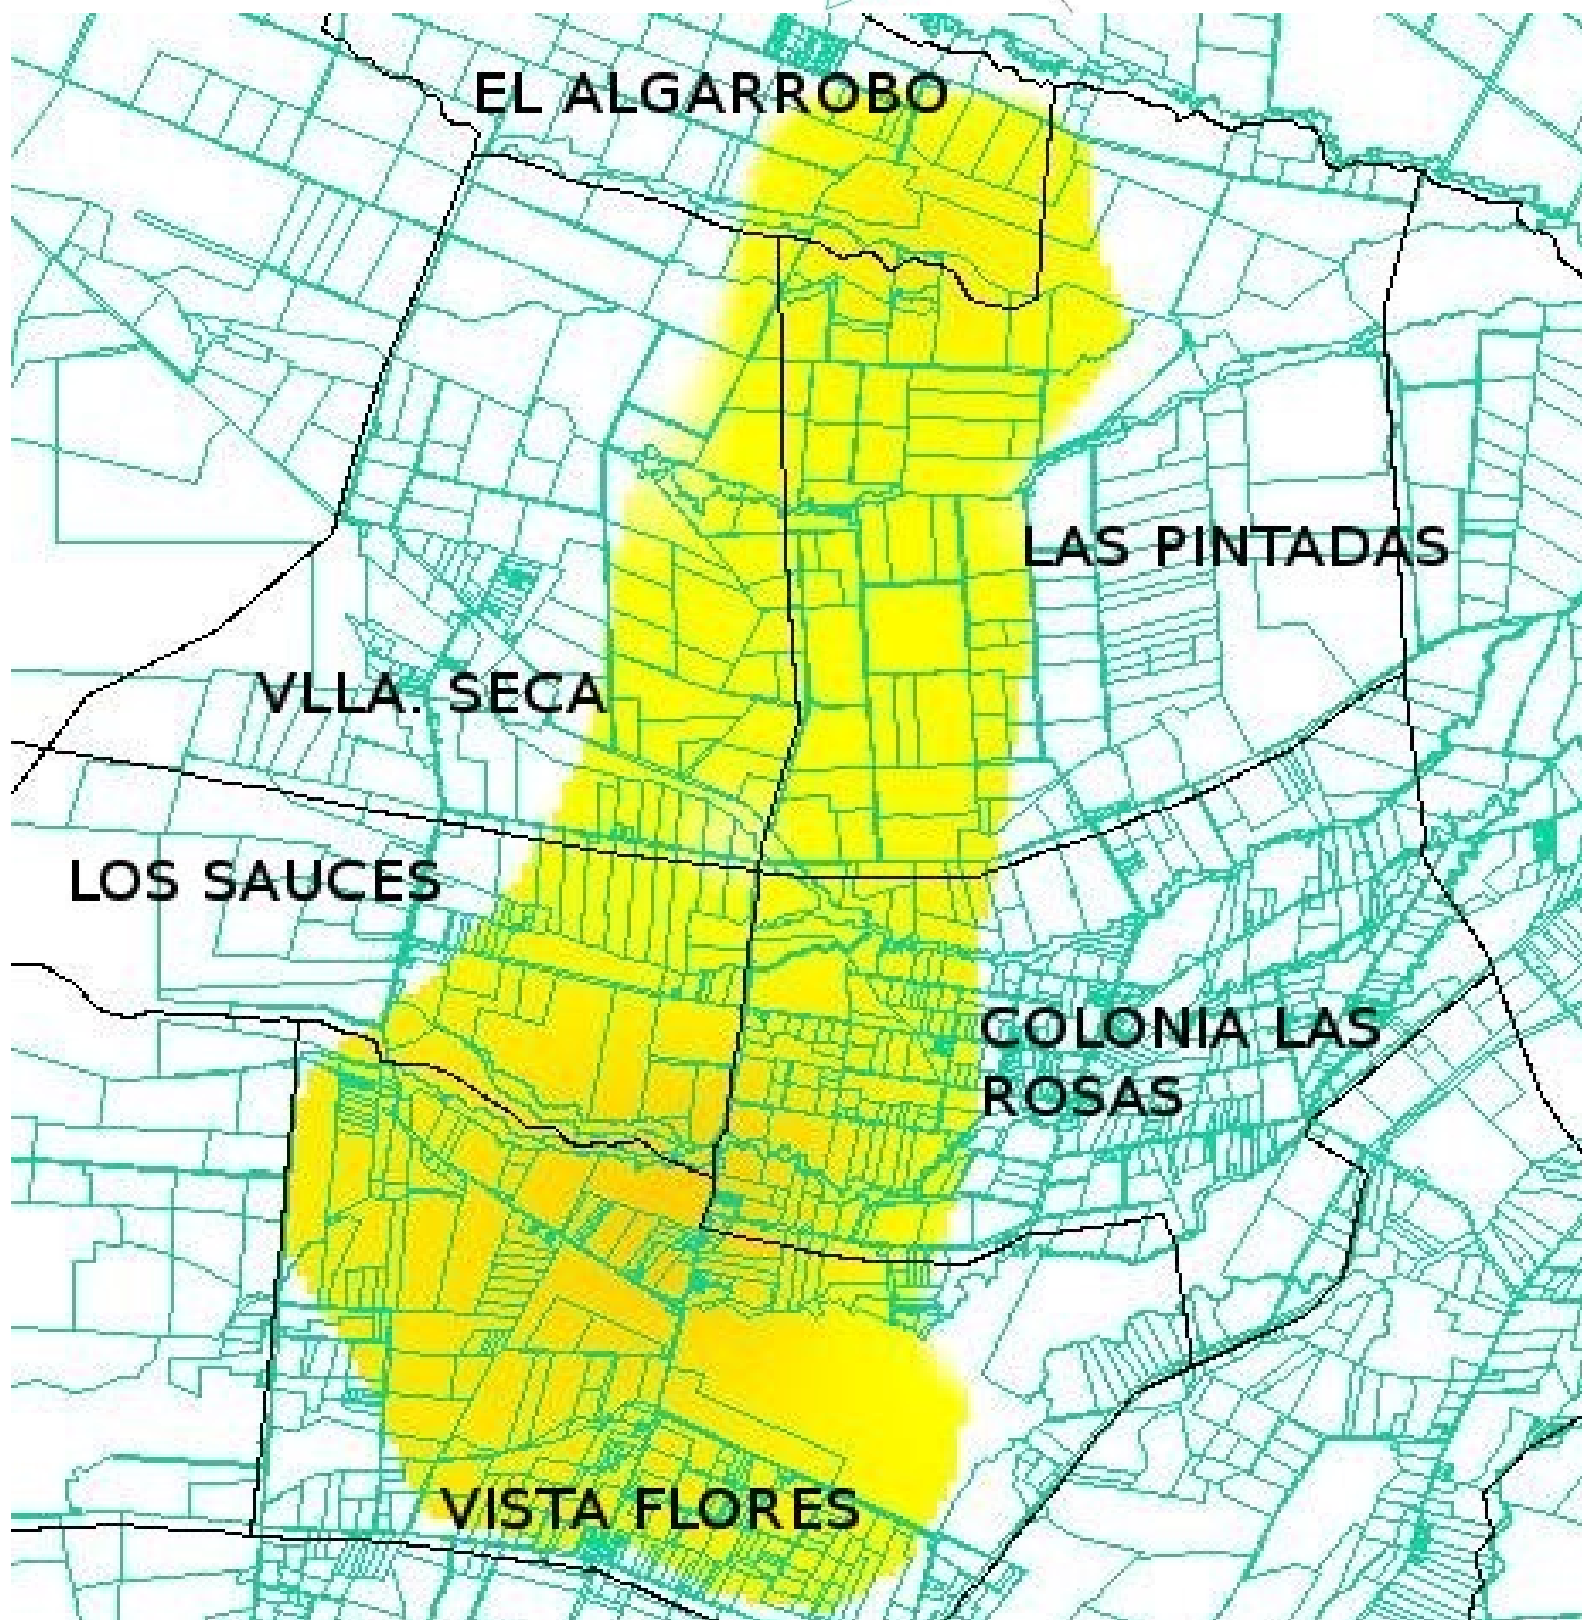 EL ALGARROBO
LAS PINTADAS
VLLA. SECA
LOS SAUCES
COLONIA LAS
ROSAS
VISTA FLORES